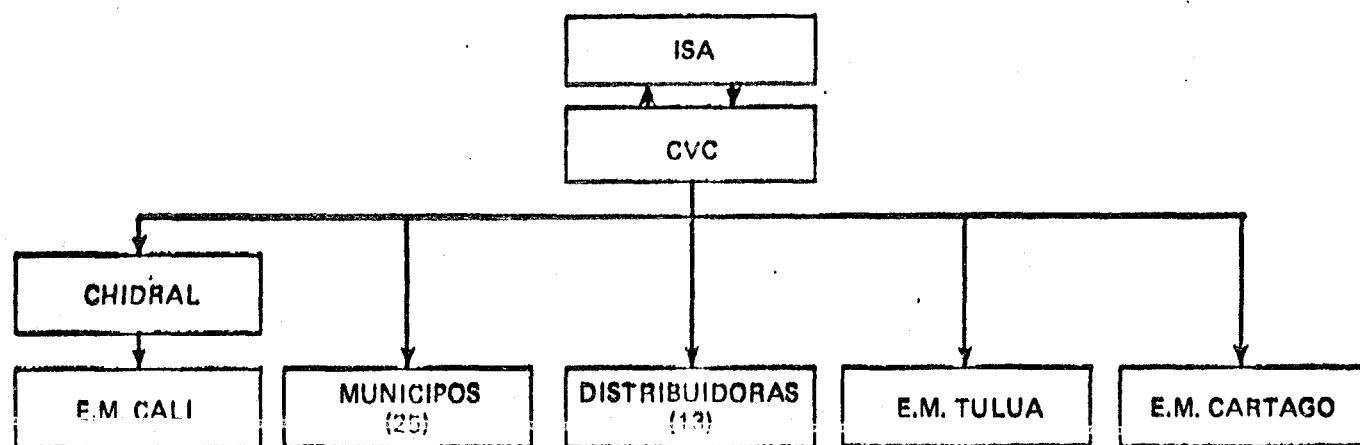 ISA
CVC
CHIDRAL
E.M. CALI
MUNICIPOS
(25)
DISTRIBUIDORAS
(13)
E.M. TULUA
E.M. CARTAGO